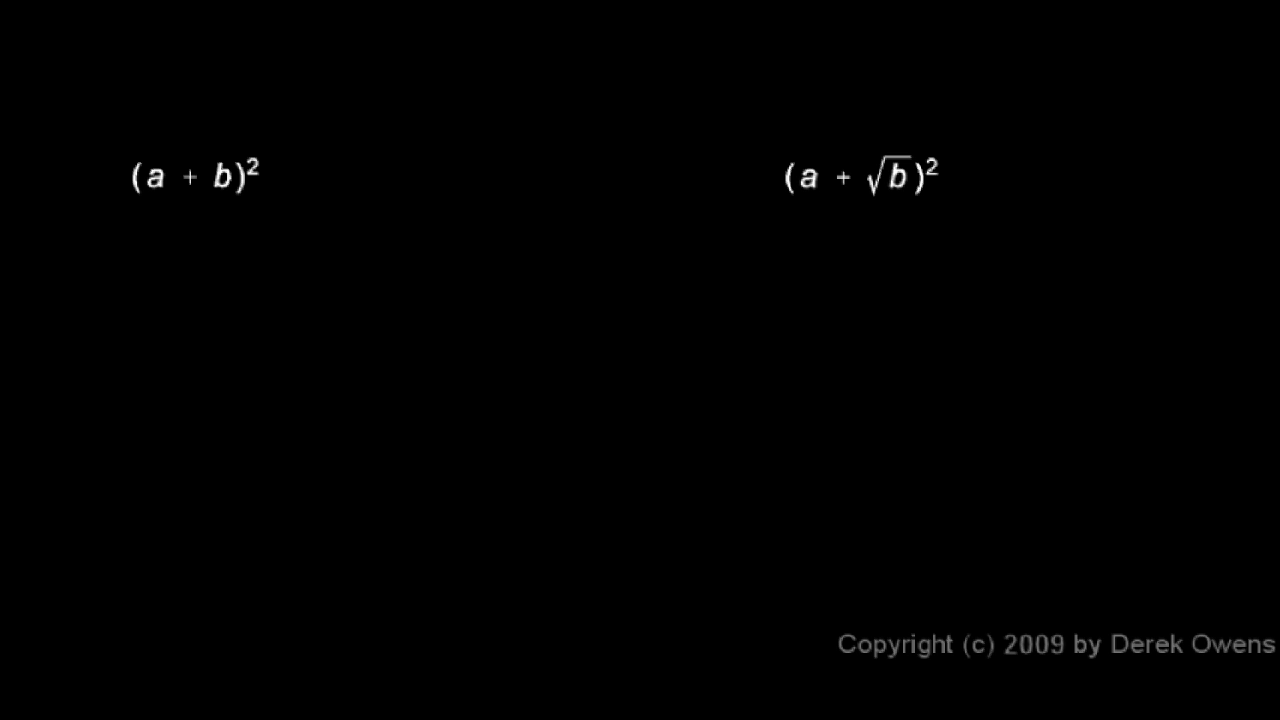 (a + b)²
(a + √b)²
Copyright (c) 2009 by Derek Owens